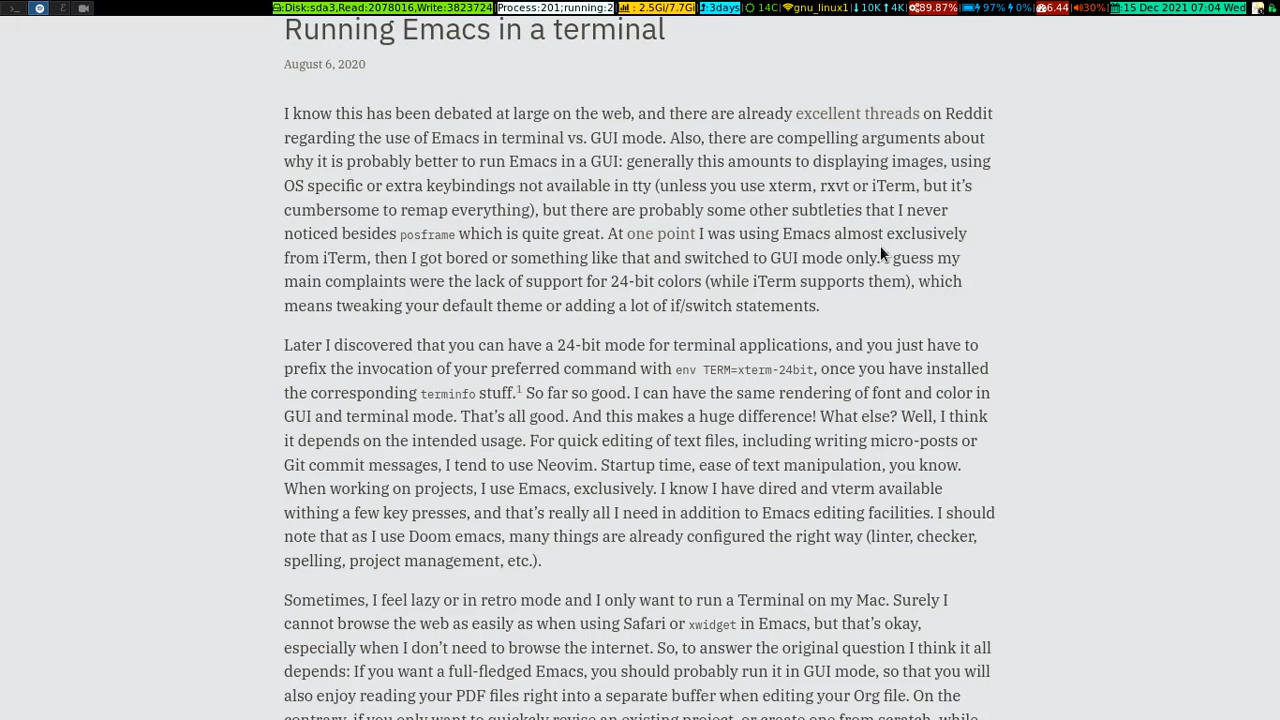 Disk:sda3,Read:2078016,Write:3823724 Process:201;running:2 : 2.5Gi/7.7Gi :3days 14C gnu_linux1 10K 4K 89.87% 97% 0% 6.44 30% :15 Dec 2021 07:04 Wed
Running Emacs in a terminal
August 6, 2020
I know this has been debated at large on the web, and there are already excellent threads on Reddit
regarding the use of Emacs in terminal vs. GUI mode. Also, there are compelling arguments about
why it is probably better to run Emacs in a GUI: generally this amounts to displaying images, using
OS specific or extra keybindings not available in tty (unless you use xterm, rxvt or iTerm, but it’s
cumbersome to remap everything), but there are probably some other subtleties that I never
noticed besides posframe which is quite great. At one point I was using Emacs almost exclusively
from iTerm, then I got bored or something like that and switched to GUI mode only. I guess my
main complaints were the lack of support for 24-bit colors (while iTerm supports them), which
means tweaking your default theme or adding a lot of if/switch statements.
Later I discovered that you can have a 24-bit mode for terminal applications, and you just have to
prefix the invocation of your preferred command with env TERM=xterm-24bit, once you have installed
the corresponding terminfo stuff.1 So far so good. I can have the same rendering of font and color in
GUI and terminal mode. That’s all good. And this makes a huge difference! What else? Well, I think
it depends on the intended usage. For quick editing of text files, including writing micro-posts or
Git commit messages, I tend to use Neovim. Startup time, ease of text manipulation, you know.
When working on projects, I use Emacs, exclusively. I know I have dired and vterm available
withing a few key presses, and that’s really all I need in addition to Emacs editing facilities. I should
note that as I use Doom emacs, many things are already configured the right way (linter, checker,
spelling, project management, etc.).
Sometimes, I feel lazy or in retro mode and I only want to run a Terminal on my Mac. Surely I
cannot browse the web as easily as when using Safari or xwidget in Emacs, but that’s okay,
especially when I don’t need to browse the internet. So, to answer the original question I think it all
depends: If you want a full-fledged Emacs, you should probably run it in GUI mode, so that you will
also enjoy reading your PDF files right into a separate buffer when editing your Org file. On the
contrary, if you only want to quickly revise an existing project, or create one from scratch, while